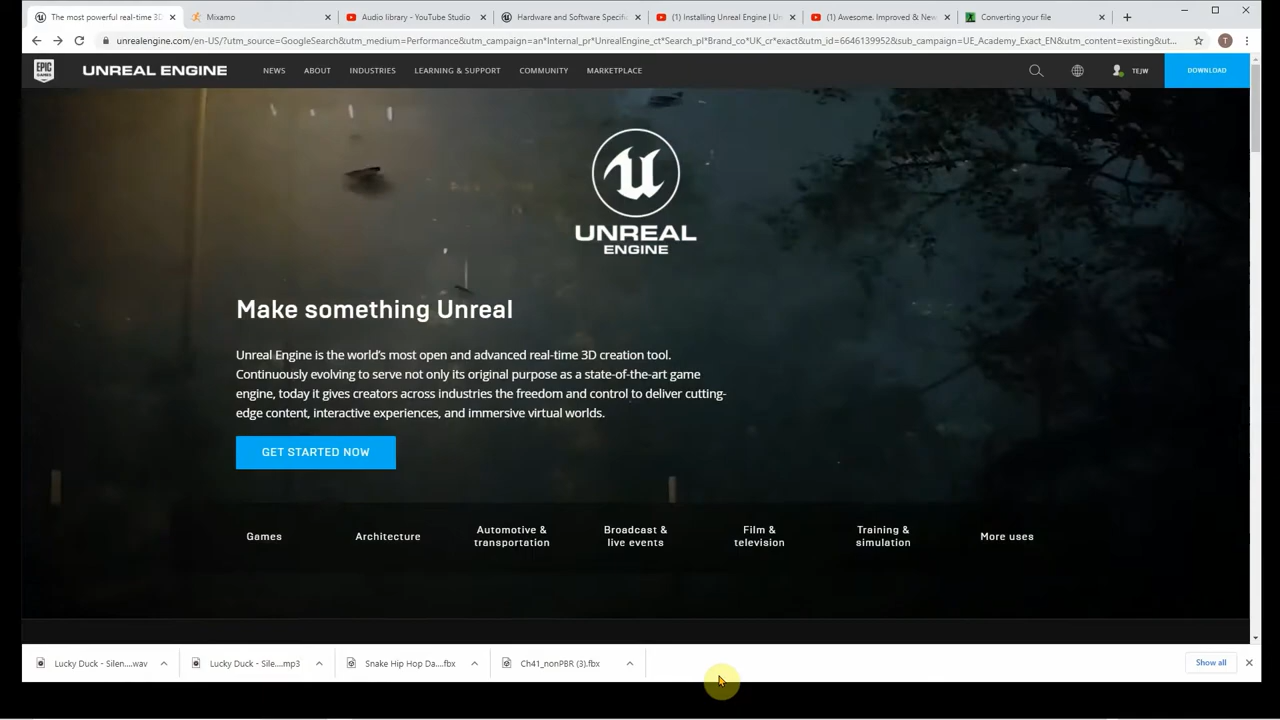 The most powerful real-time 3D
Mixamo
Audio library - YouTube Studio
Hardware and Software Specific
(1) Installing Unreal Engine | Un
(1) Awesome. Improved & New
Converting your file
unrealengine.com/en-US/?utm_source=GoogleSearch&utm_medium=Performance&utm_campaign=an*Internal_pr*UnrealEngine_ct*Search_pl*Brand_co*UK_cr*exact&utm_id=6646139952&sub_campaign=UE_Academy_Exact_EN&utm_content=existing&ut...
T
EPIC GAMES
UNREAL ENGINE
NEWS
ABOUT
INDUSTRIES
LEARNING & SUPPORT
COMMUNITY
MARKETPLACE
TEJW
DOWNLOAD
UNREAL
ENGINE
Make something Unreal
Unreal Engine is the world's most open and advanced real-time 3D creation tool.
Continuously evolving to serve not only its original purpose as a state-of-the-art game
engine, today it gives creators across industries the freedom and control to deliver cutting-
edge content, interactive experiences, and immersive virtual worlds.
GET STARTED NOW
Games
Architecture
Automotive &
transportation
Broadcast &
live events
Film &
television
Training &
simulation
More uses
Lucky Duck - Silen....wav
Lucky Duck - Sile....mp3
Snake Hip Hop Da....fbx
Ch41_nonPBR (3).fbx
Show all